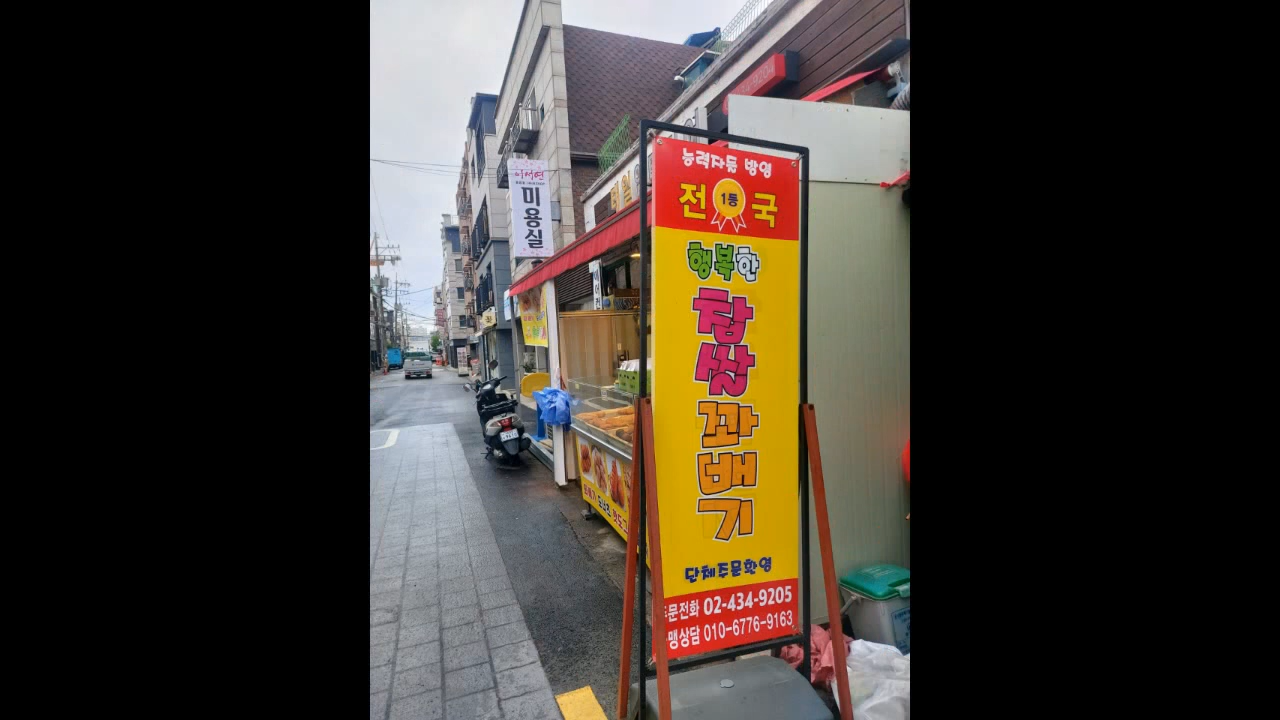 능력자들 방영
전 1등 국
행복한
찹쌀
꽈배기
단체주문환영
주문전화 02-434-9205
맹상담 010-6776-9163
미용실